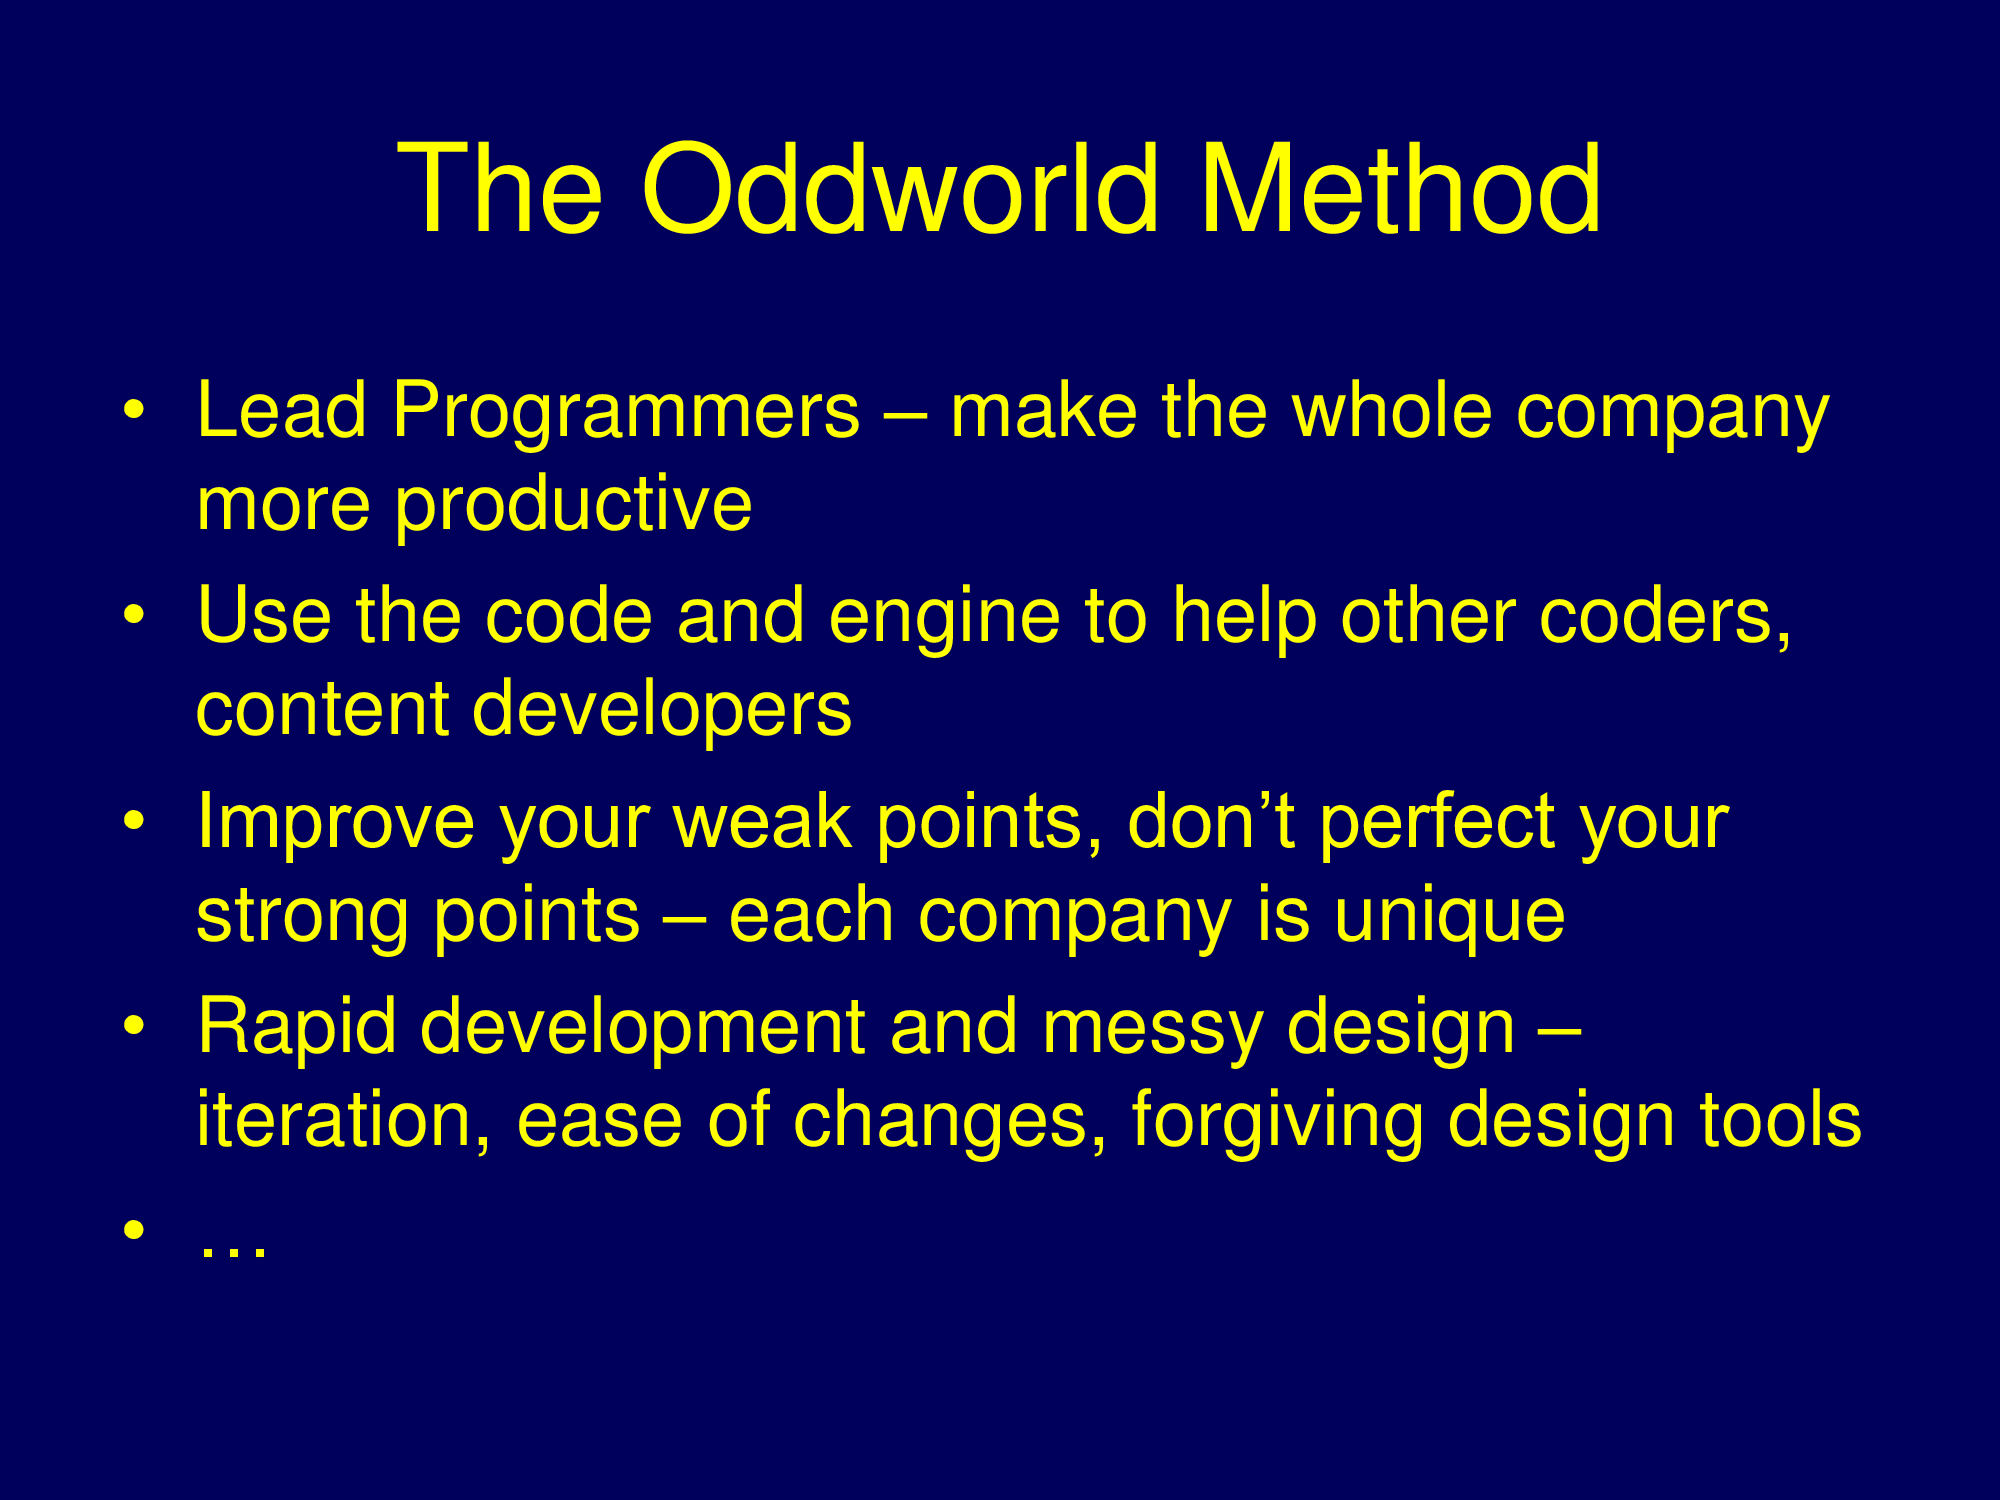 The Oddworld Method
• Lead Programmers – make the whole company
more productive
• Use the code and engine to help other coders,
content developers
• Improve your weak points, don’t perfect your
strong points – each company is unique
• Rapid development and messy design –
iteration, ease of changes, forgiving design tools
• …